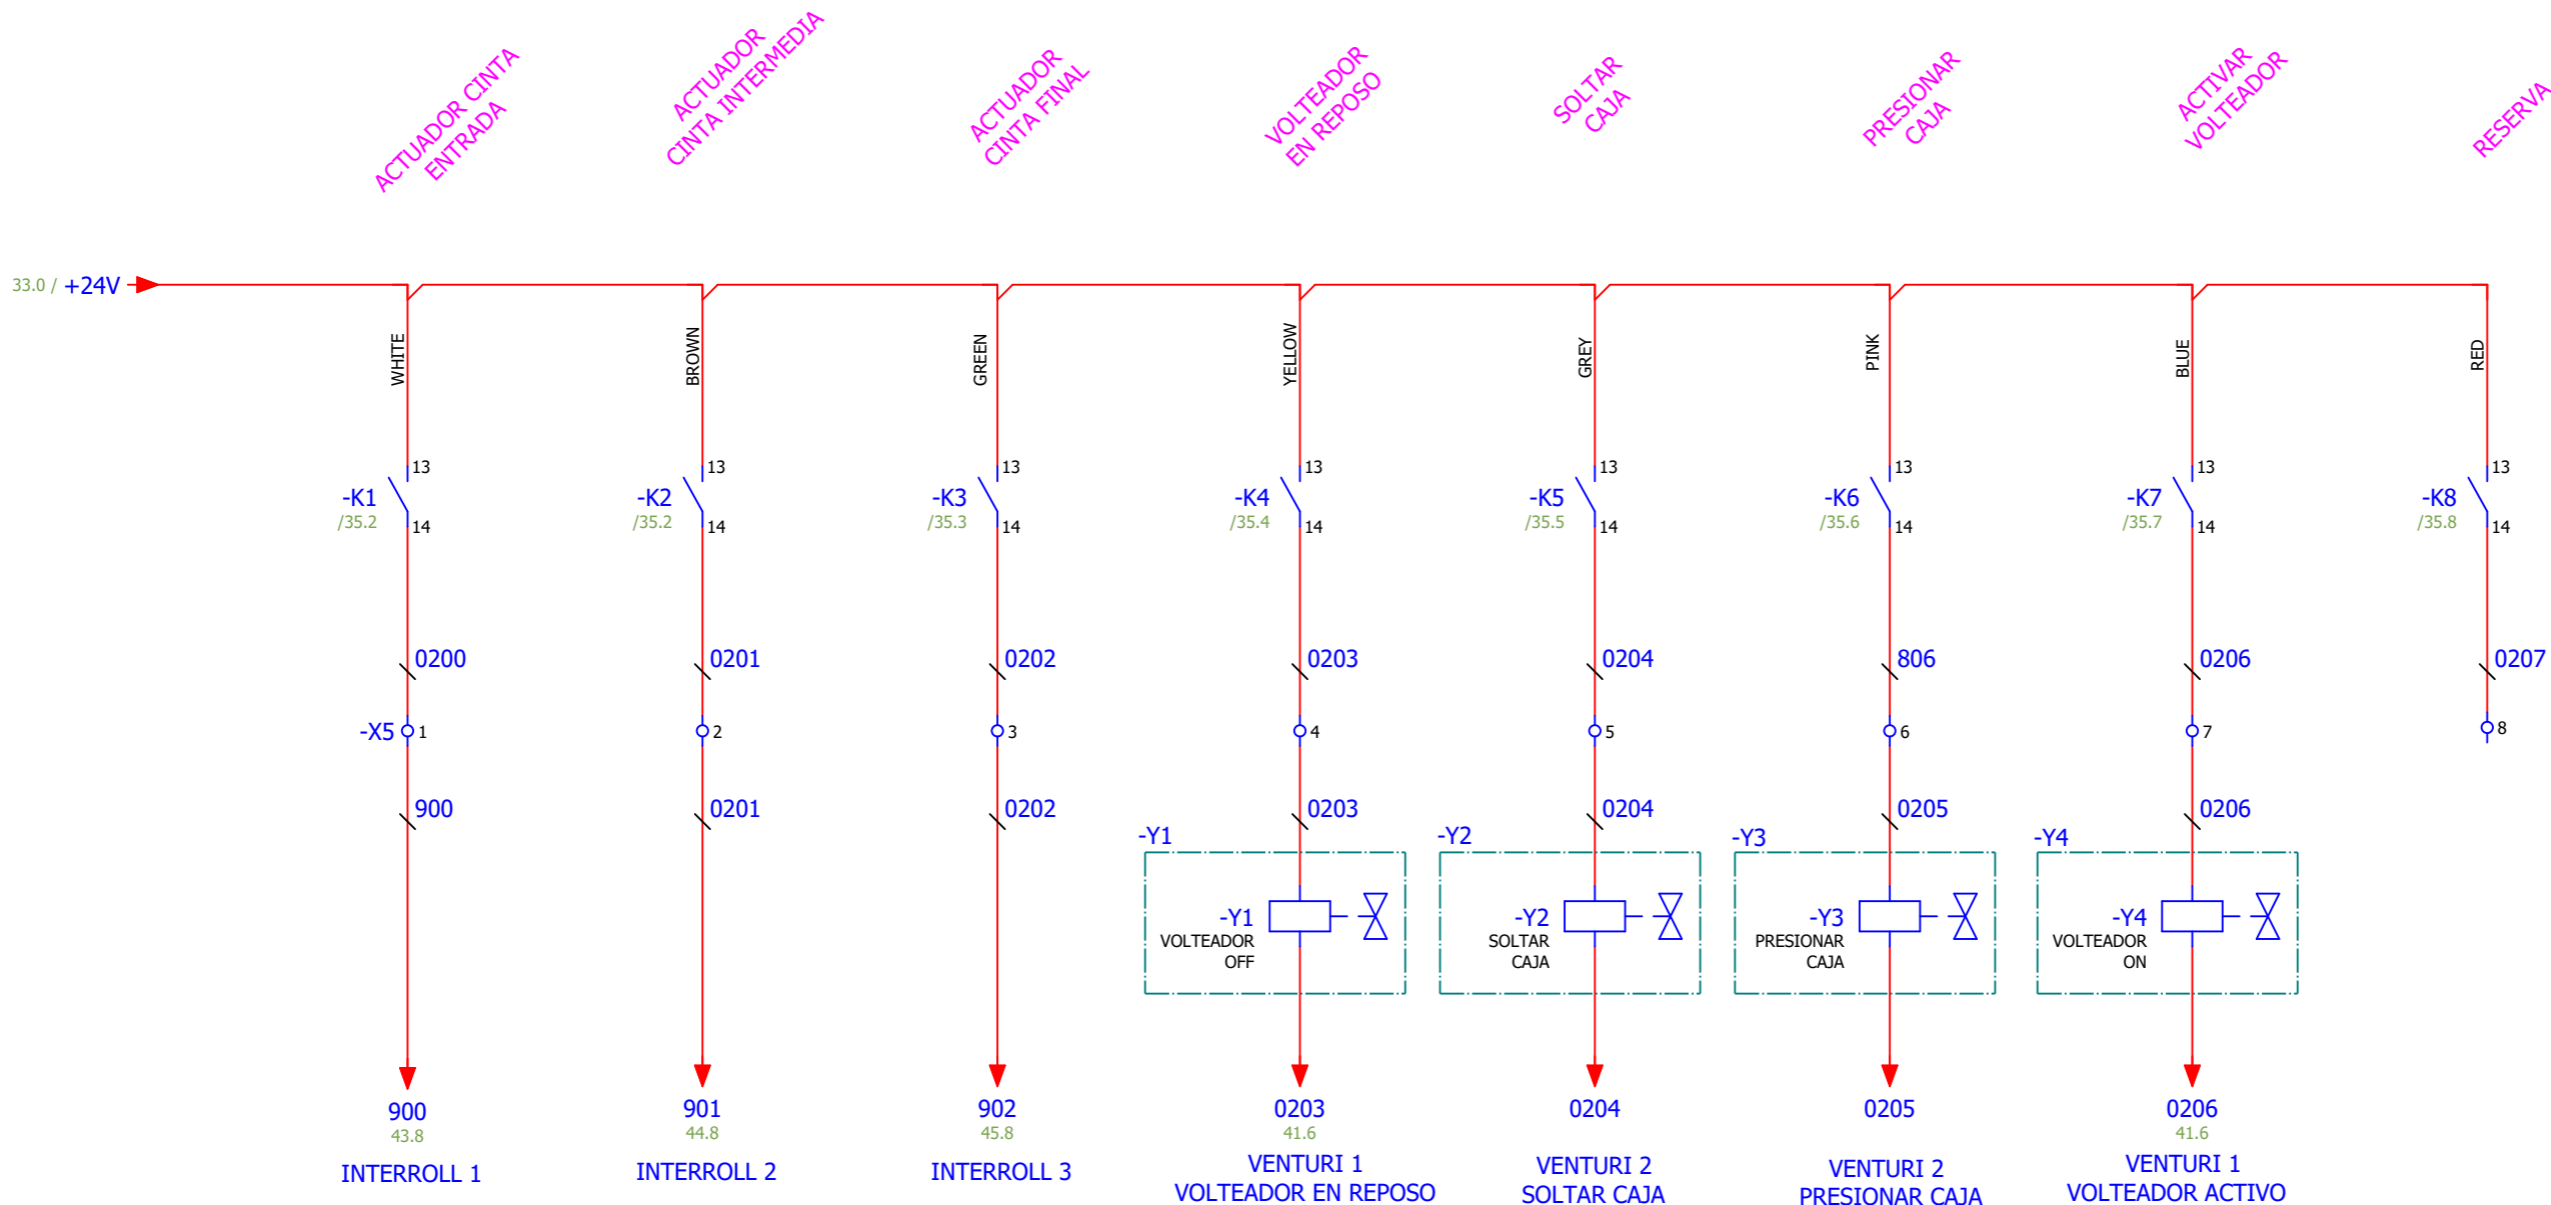 ACTUADOR CINTA
ENTRADA
ACTUADOR
CINTA INTERMEDIA
ACTUADOR
CINTA FINAL
VOLTEADOR
EN REPOSO
SOLTAR
CAJA
PRESIONAR
CAJA
ACTIVAR
VOLTEADOR
RESERVA
33.0 / +24V
WHITE
BROWN
GREEN
YELLOW
GREY
PINK
BLUE
RED
13
-K1
/35.2
14
13
-K2
/35.2
14
13
-K3
/35.3
14
13
-K4
/35.4
14
13
-K5
/35.5
14
13
-K6
/35.6
14
13
-K7
/35.7
14
13
-K8
/35.8
14
0200
0201
0202
0203
0204
806
0206
0207
-X5 1
2
3
4
5
6
7
8
900
0201
0202
0203
0204
0205
0206
-Y1
-Y1
VOLTEADOR
OFF
-Y2
-Y2
SOLTAR
CAJA
-Y3
-Y3
PRESIONAR
CAJA
-Y4
-Y4
VOLTEADOR
ON
900
43.8
INTERROLL 1
901
44.8
INTERROLL 2
902
45.8
INTERROLL 3
0203
41.6
VENTURI 1
VOLTEADOR EN REPOSO
0204
VENTURI 2
SOLTAR CAJA
0205
VENTURI 2
PRESIONAR CAJA
0206
41.6
VENTURI 1
VOLTEADOR ACTIVO